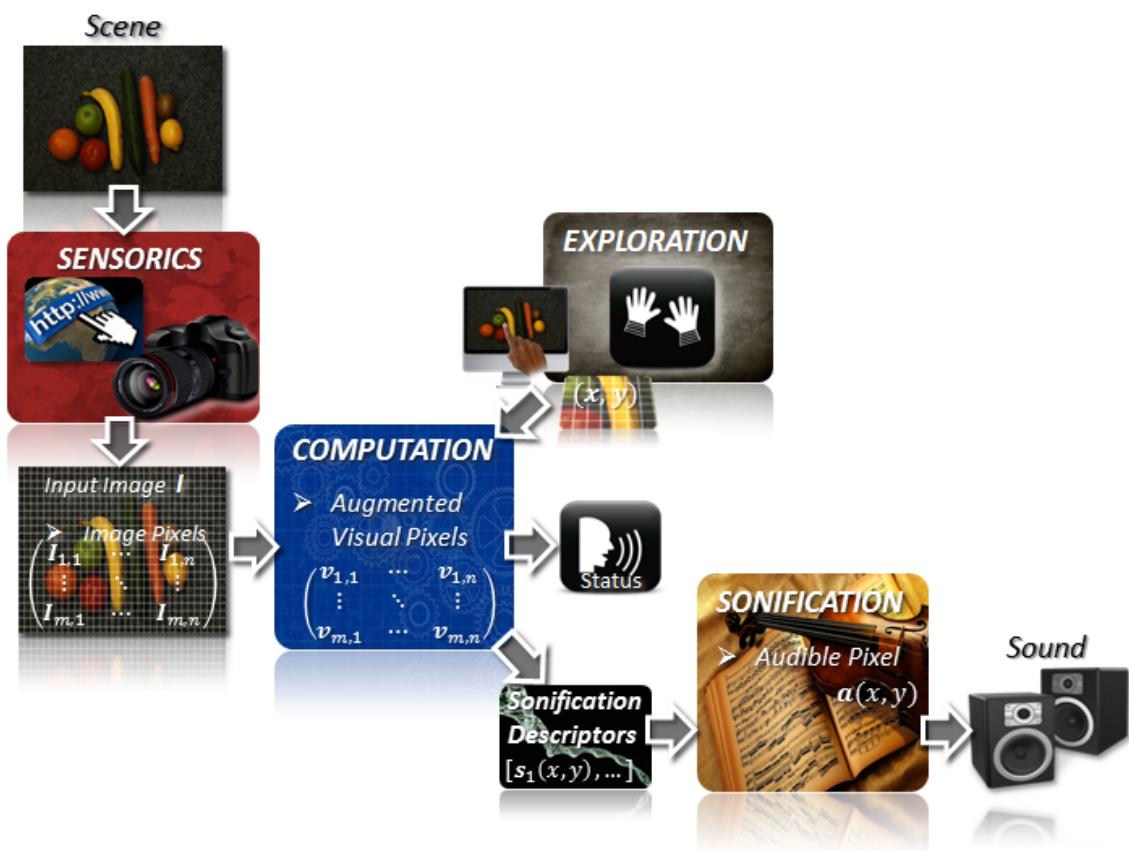 Scene
SENSORICS
http://ww
Input Image I
➤ Image Pixels
I1,1 ⋯ I1,n
⋮ ⋱ ⋮
Im,1 ⋯ Im,n
EXPLORATION
(x, y)
COMPUTATION
➤ Augmented
Visual Pixels
v1,1 ⋯ v1,n
⋮ ⋱ ⋮
vm,1 ⋯ vm,n
Status
Sonification
Descriptors
[s1(x,y),…]
SONIFICATION
➤ Audible Pixel
a(x,y)
Sound